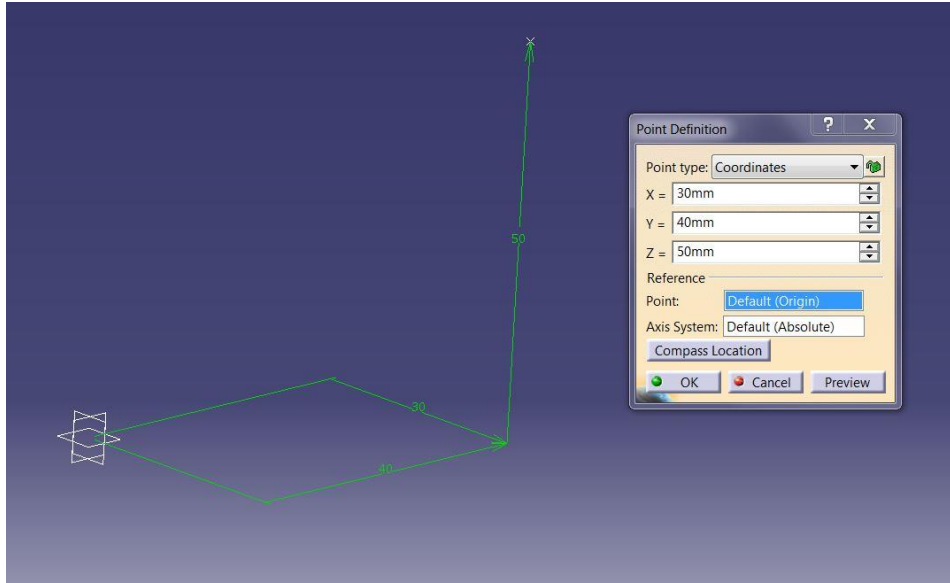 50
30
40
Point Definition ? X
Point type: Coordinates
X = 30mm
Y = 40mm
Z = 50mm
Reference
Point: Default (Origin)
Axis System: Default (Absolute)
Compass Location
OK Cancel Preview